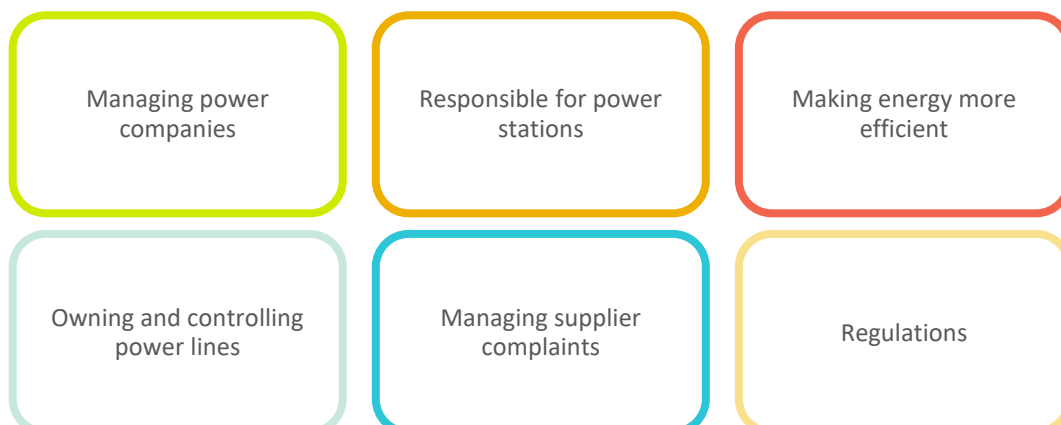 Managing power
companies
Responsible for power
stations
Making energy more
efficient
Owning and controlling
power lines
Managing supplier
complaints
Regulations